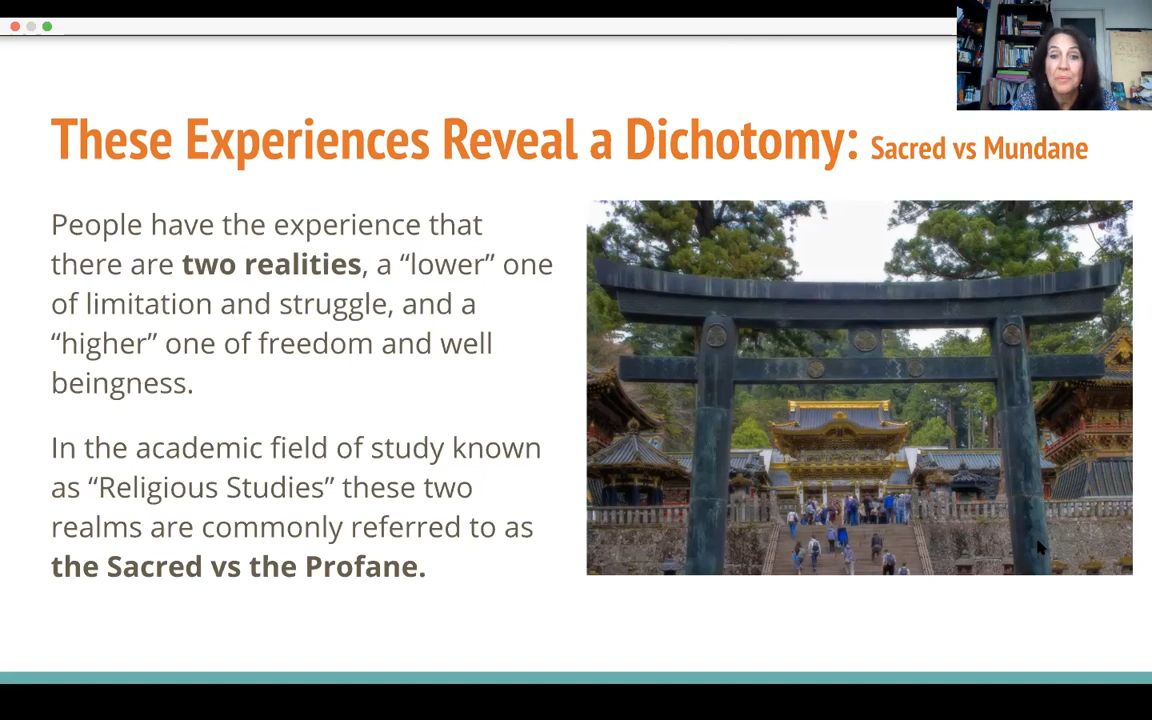 These Experiences Reveal a Dichotomy: Sacred vs Mundane
People have the experience that
there are two realities, a “lower” one
of limitation and struggle, and a
“higher” one of freedom and well
beingness.
In the academic field of study known
as “Religious Studies” these two
realms are commonly referred to as
the Sacred vs the Profane.